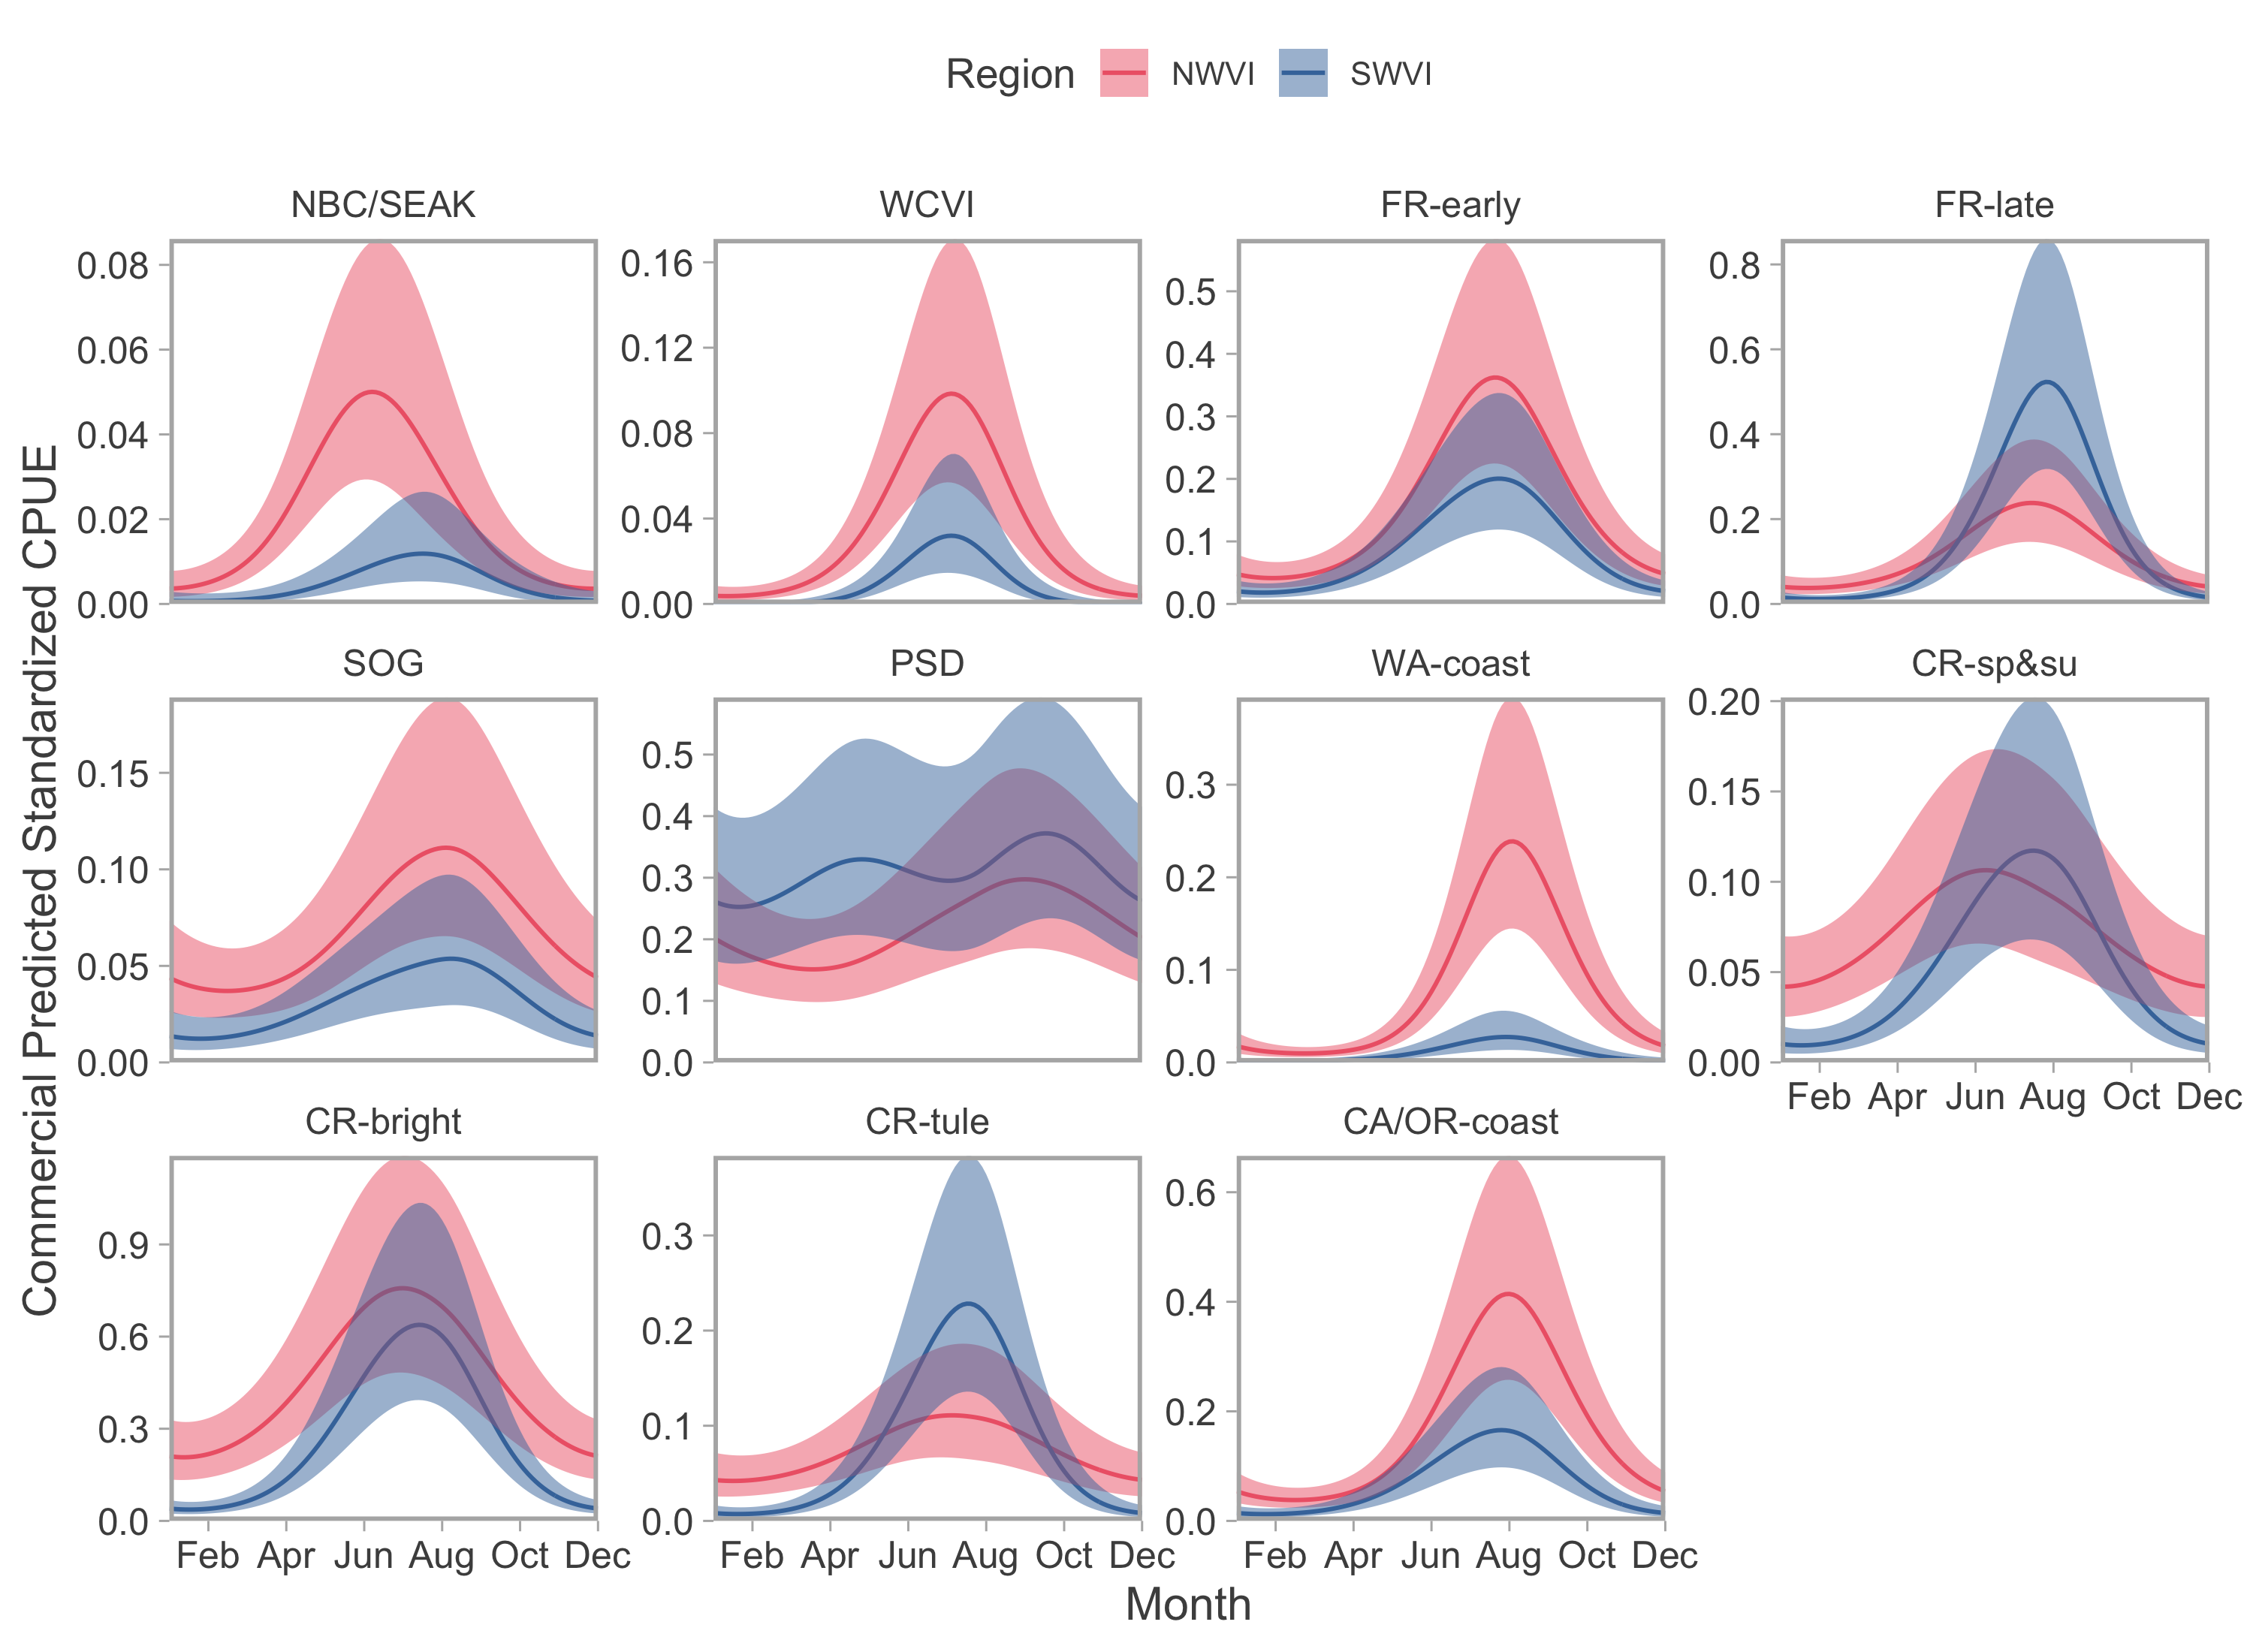 Region NWVI SWVI
NBC/SEAK WCVI FR-early FR-late
0.08 0.06 0.04 0.02 0.00
0.16 0.12 0.08 0.04 0.00
0.5 0.4 0.3 0.2 0.1 0.0
0.8 0.6 0.4 0.2 0.0
Commercial Predicted Standardized CPUE
SOG PSD WA-coast CR-sp&su
0.15 0.10 0.05 0.00
0.5 0.4 0.3 0.2 0.1 0.0
0.3 0.2 0.1 0.0
0.20 0.15 0.10 0.05 0.00
Feb Apr Jun Aug Oct Dec
CR-bright CR-tule CA/OR-coast
0.9 0.6 0.3 0.0
0.3 0.2 0.1 0.0
0.6 0.4 0.2 0.0
Feb Apr Jun Aug Oct Dec
Feb Apr Jun Aug Oct Dec
Feb Apr Jun Aug Oct Dec
Month